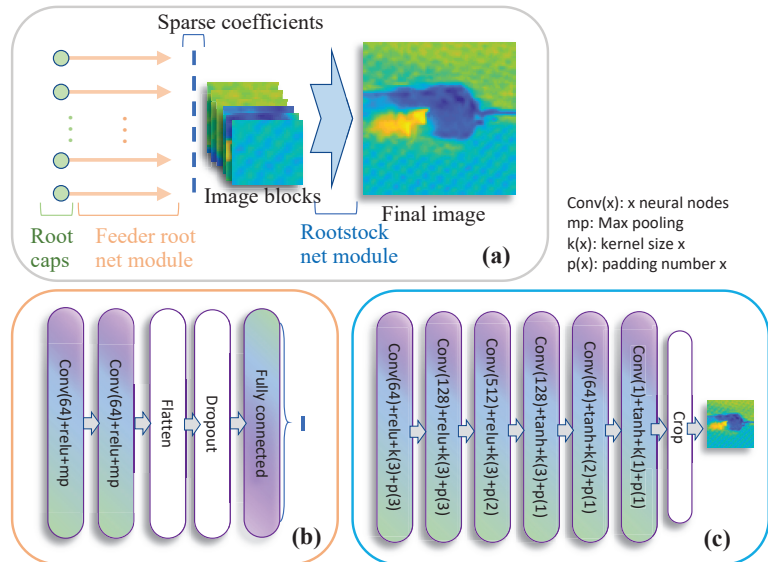 Sparse coefficients
Image blocks
Final image
Root
caps
Feeder root
net module
Rootstock
net module
(a)
Conv(x): x neural nodes
mp: Max pooling
k(x): kernel size x
p(x): padding number x
Conv(64)+relu+mp
Conv(64)+relu+mp
Flatten
Dropout
Fully connected
(b)
Conv(64)+relu+k(3)+p(3)
Conv(128)+relu+k(3)+p(3)
Conv(512)+relu+k(3)+p(2)
Conv(128)+tanh+k(3)+p(1)
Conv(64)+tanh+k(2)+p(1)
Conv(1)+tanh+k(1)+p(1)
Crop
(c)